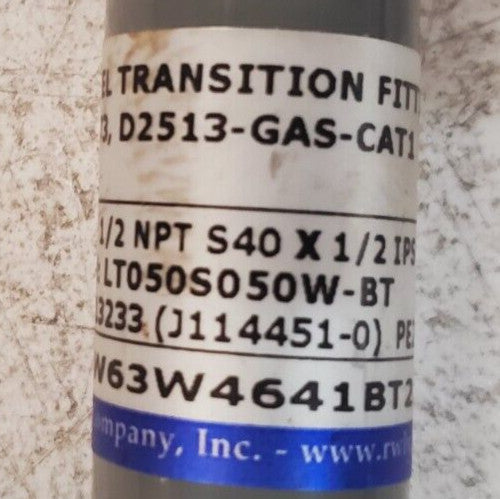 EL TRANSITION FITT
3, D2513-GAS-CAT1
1/2 NPT S40 X 1/2 IPS
LT050S050W-BT
3233 (J114451-0) PE
W63W4641BT2
ompany, Inc. - www.rw